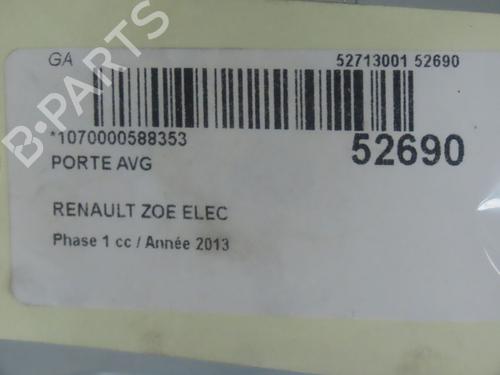 GA 52713001 52690
*1070000588353 52690
PORTE AVG
RENAULT ZOE ELEC
Phase 1 cc / Année 2013
B-PARTS